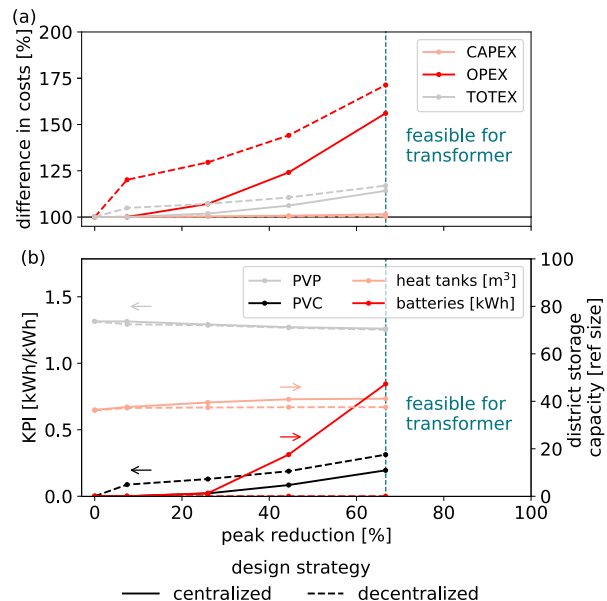 (a)
200
175
150
125
100
difference in costs [%]
CAPEX
OPEX
TOTEX
feasible for
transformer
(b)
1.5
1.0
0.5
0.0
KPI [kWh/kWh]
PVP
PVC
heat tanks [m³]
batteries [kWh]
feasible for
transformer
100
80
60
40
20
0
district storage
capacity [ref size]
0 20 40 60 80 100
peak reduction [%]
design strategy
centralized decentralized